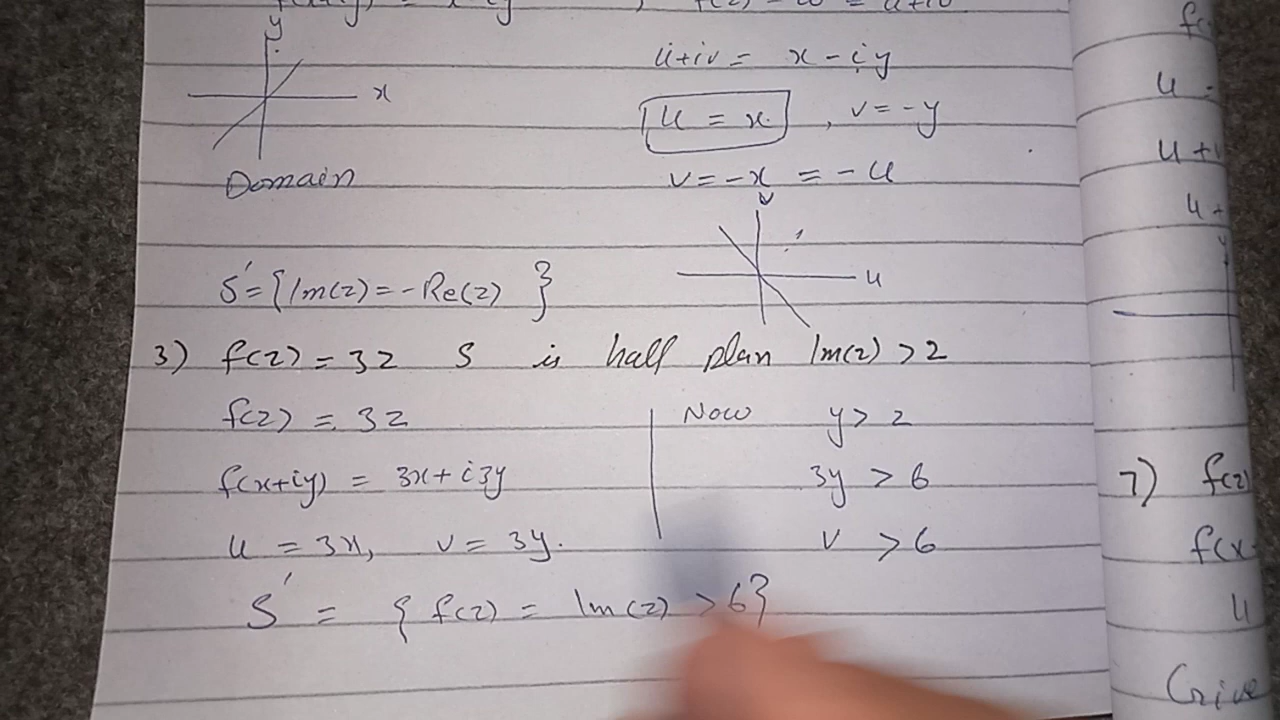 y
u+iv = x - iy
x
u = x , v = -y
Domain
v = -x = -u
v
u
S' = {Im(z) = -Re(z) }
3) f(z) = 3z S is half plan Im(z) > 2
f(z) = 3z Now y > 2
f(x+iy) = 3x + i3y 3y > 6
u = 3x, v = 3y. v > 6
S' = { f(z) = Im(z) > 6}
u
u
7) f(z)
f(x
u